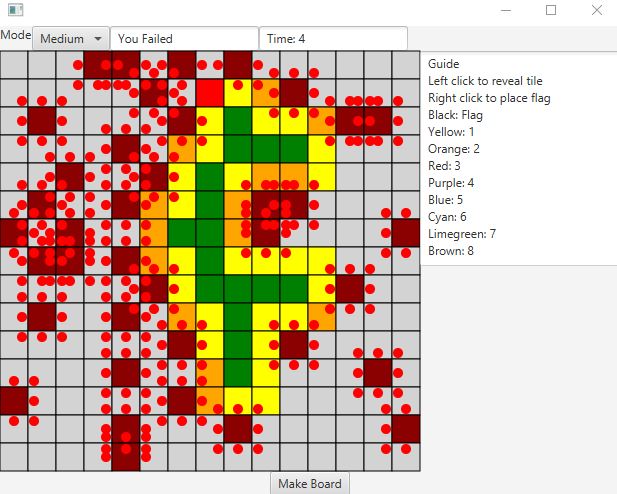 Mode Medium You Failed Time: 4
Guide
Left click to reveal tile
Right click to place flag
Black: Flag
Yellow: 1
Orange: 2
Red: 3
Purple: 4
Blue: 5
Cyan: 6
Limegreen: 7
Brown: 8
Make Board